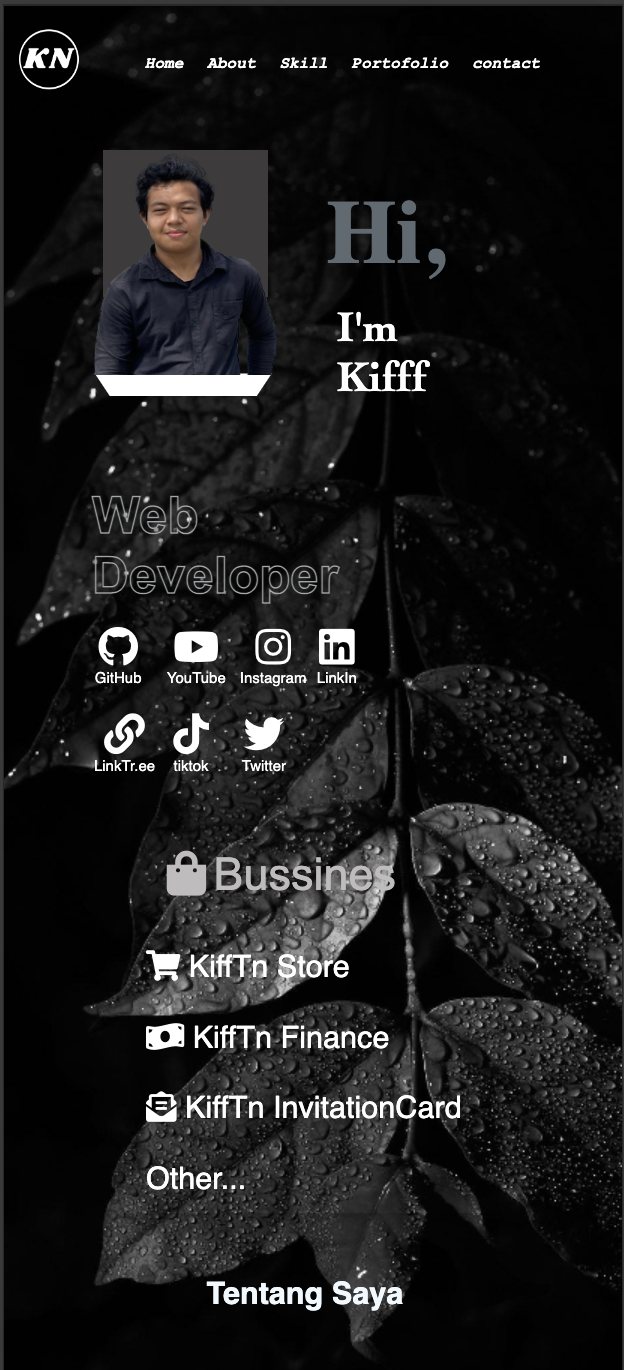 KN
Home About Skill Portofolio contact
Hi,
I'm
Kifff
Web
Developer
GitHub YouTube Instagram LinkIn
LinkTr.ee tiktok Twitter
Bussines
KiffTn Store
KiffTn Finance
KiffTn InvitationCard
Other...
Tentang Saya